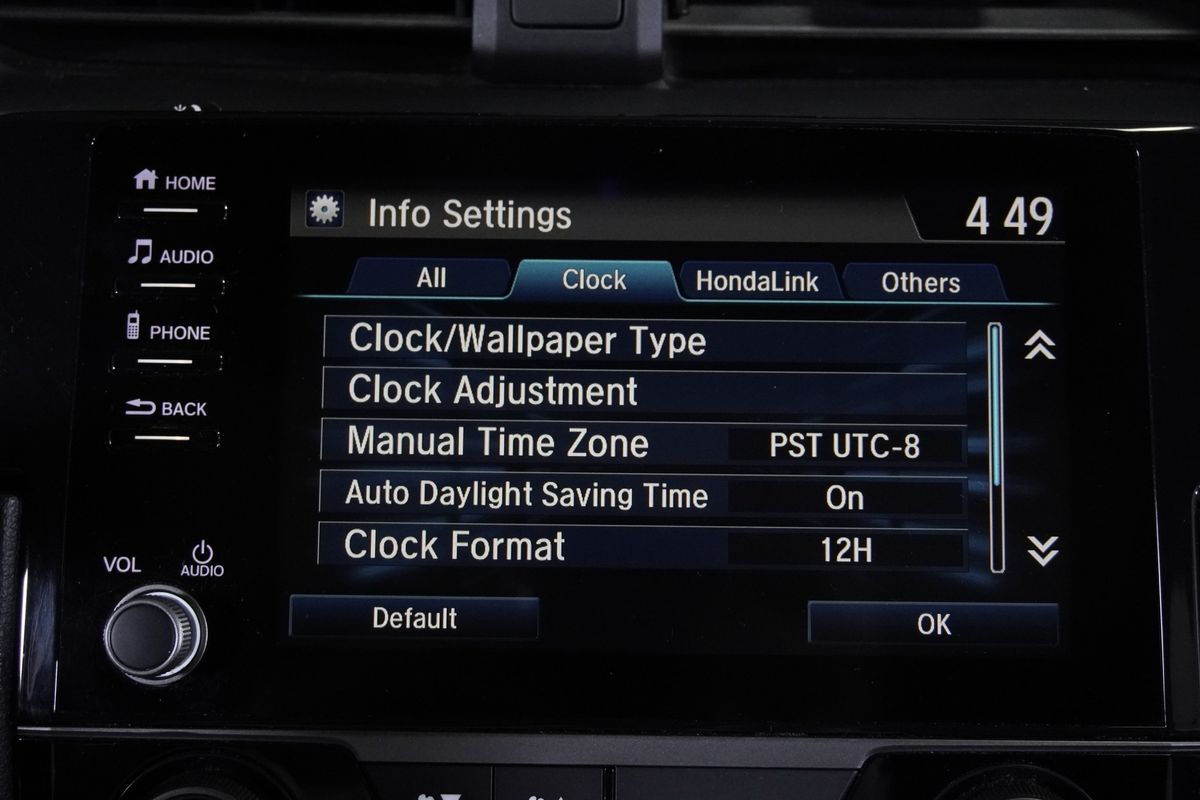 HOME
AUDIO
PHONE
BACK
VOL
AUDIO
Info Settings
4 49
All Clock HondaLink Others
Clock/Wallpaper Type
Clock Adjustment
Manual Time Zone PST UTC-8
Auto Daylight Saving Time On
Clock Format 12H
Default OK